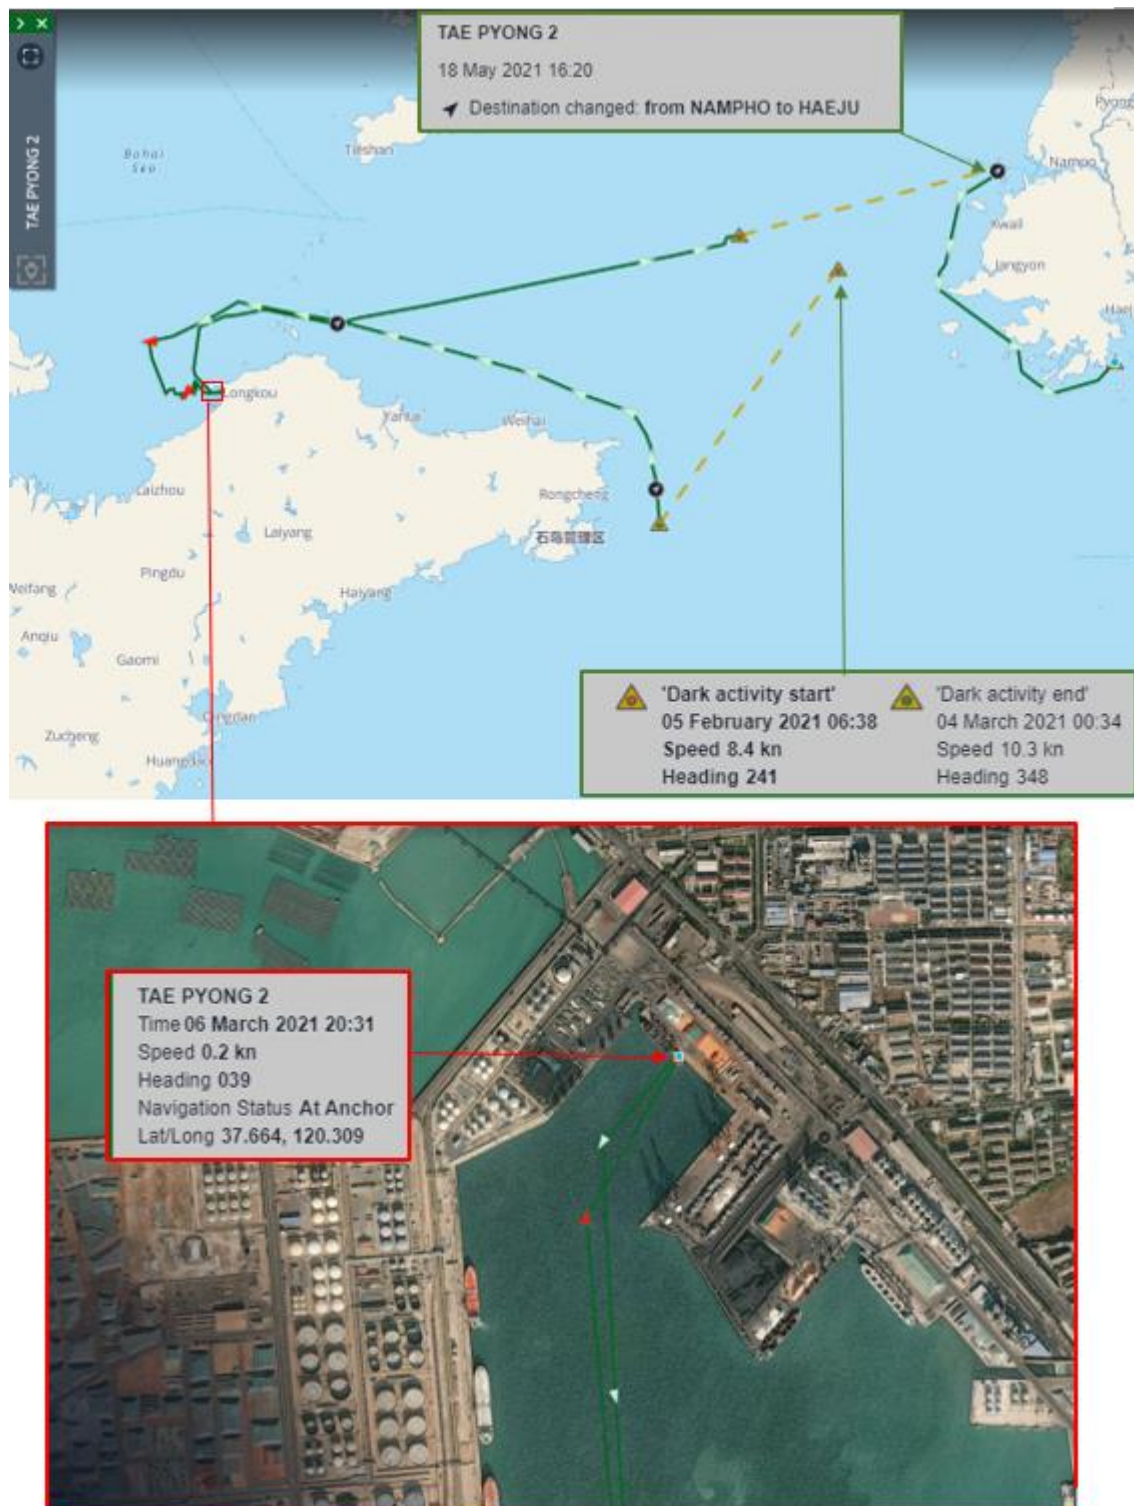 TAE PYONG 2
18 May 2021 16:20
Destination changed: from NAMPHO to HAEJU
TAE PYONG 2
Bohai
Sea
Tieshan
Pyong
Nampo
Kwail
Jangyon
Haej
Longkou
Yantai
Weihai
Laizhou
Rongcheng
石岛管理区
Laiyang
Pingdu
Weifang
Haiyang
Anqiu
Gaomi
Qingdao
Zucheng
Huangdao
'Dark activity start'
05 February 2021 06:38
Speed 8.4 kn
Heading 241
'Dark activity end'
04 March 2021 00:34
Speed 10.3 kn
Heading 348
TAE PYONG 2
Time 06 March 2021 20:31
Speed 0.2 kn
Heading 039
Navigation Status At Anchor
Lat/Long 37.664, 120.309